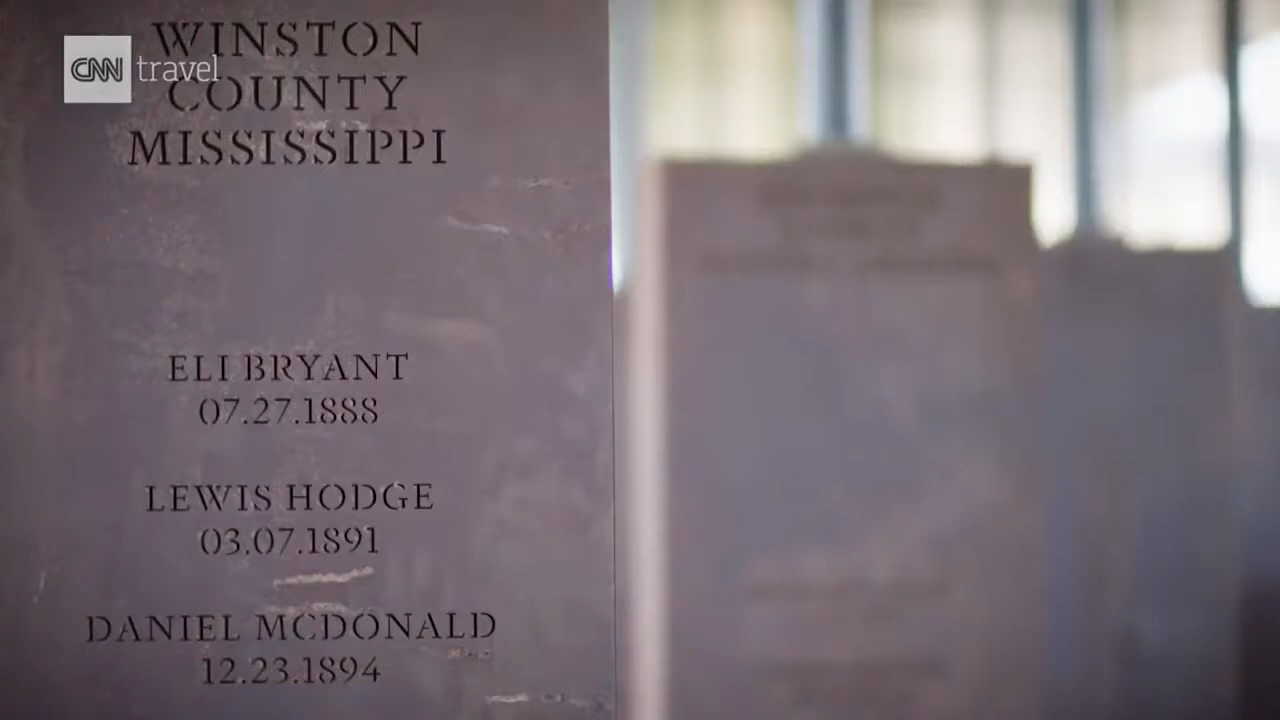 CNN travel
WINSTON
COUNTY
MISSISSIPPI
ELI BRYANT
07.27.1888
LEWIS HODGE
03.07.1891
DANIEL MCDONALD
12.23.1894